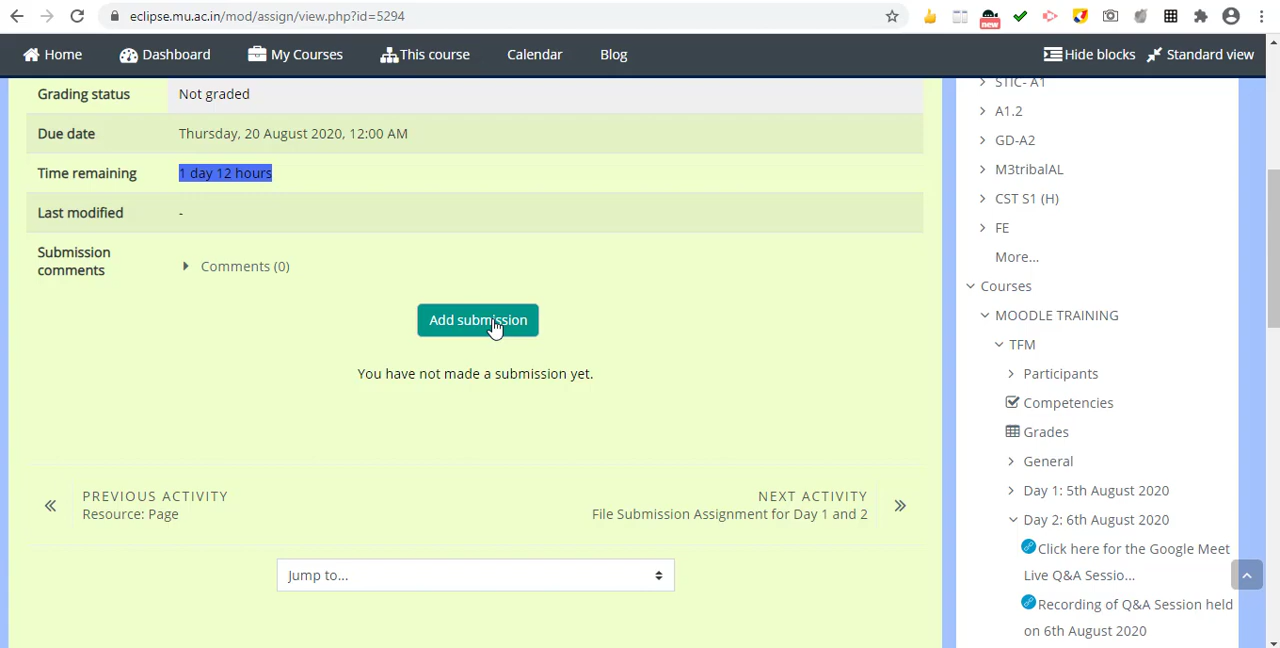 eclipse.mu.ac.in/mod/assign/view.php?id=5294
new
Home Dashboard My Courses This course Calendar Blog Hide blocks Standard view
Grading status Not graded
Due date Thursday, 20 August 2020, 12:00 AM
Time remaining 1 day 12 hours
Last modified -
Submission
comments
Comments (0)
Add submission
You have not made a submission yet.
PREVIOUS ACTIVITY
Resource: Page
NEXT ACTIVITY
File Submission Assignment for Day 1 and 2
Jump to...
STIC- A1
A1.2
GD-A2
M3tribalAL
CST S1 (H)
FE
More...
Courses
MOODLE TRAINING
TFM
Participants
Competencies
Grades
General
Day 1: 5th August 2020
Day 2: 6th August 2020
Click here for the Google Meet
Live Q&A Sessio...
Recording of Q&A Session held
on 6th August 2020